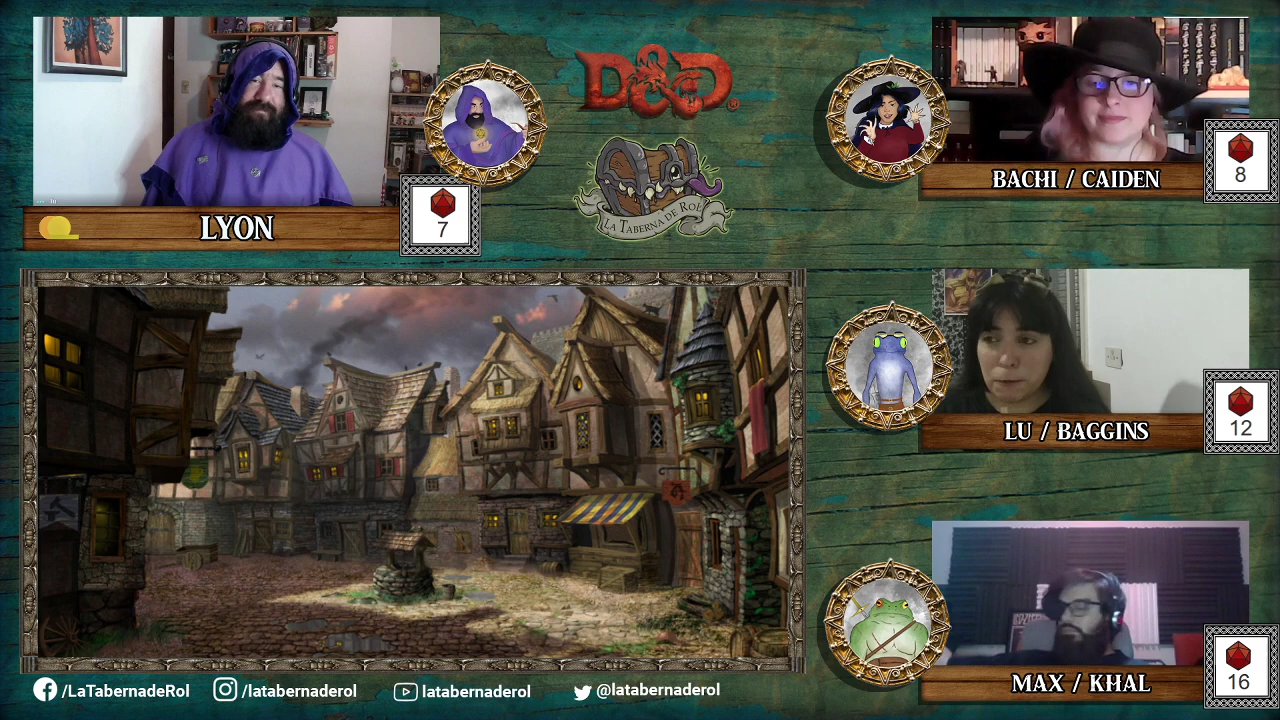 D&D
LA TABERNA DE ROL
LYON
7
BACHI / CAIDEN
8
LU / BAGGINS
12
MAX / KHAL
16
/LaTabernadeRol
/latabernaderol
latabernaderol
@latabernaderol